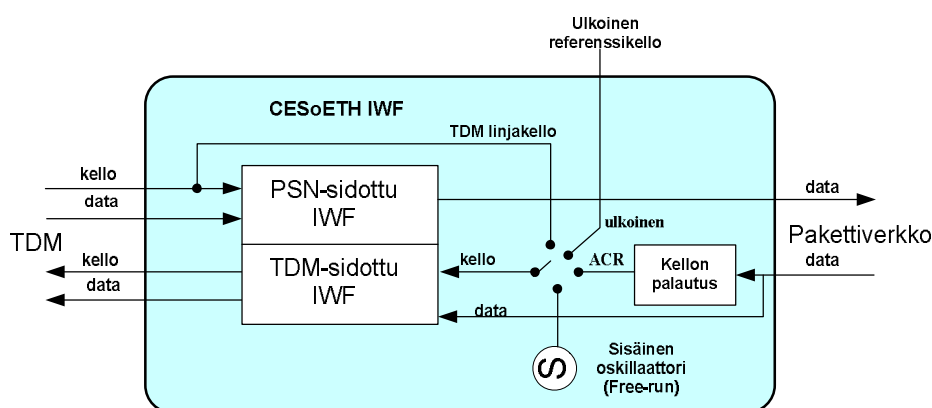 Ulkoinen
referenssikello
CESoETH IWF
TDM linjakello
kello
data
PSN-sidottu
IWF
data
ulkoinen
TDM
Pakettiverkko
kello
data
TDM-sidottu
IWF
kello
ACR
Kellon
palautus
data
data
S
Sisäinen
oskillaattori
(Free-run)